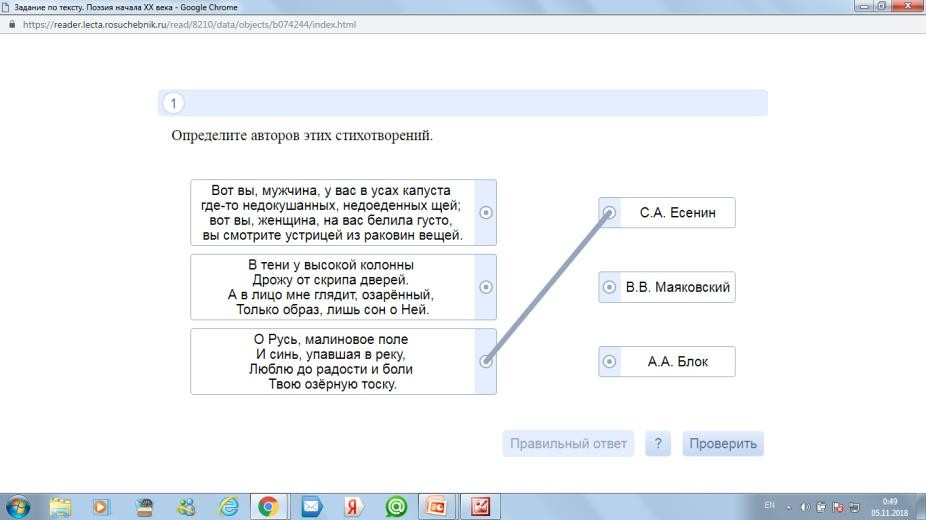 Задание по тексту. Поэзия начала XX века - Google Chrome
https://reader.lecta.rosuchebnik.ru/read/8210/data/objects/b074244/index.html
1
Определите авторов этих стихотворений.
Вот вы, мужчина, у вас в усах капуста
где-то недокушанных, недоеденных щей;
вот вы, женщина, на вас белила густо,
вы смотрите устрицей из раковин вещей.
С.А. Есенин
В тени у высокой колонны
Дрожу от скрипа дверей.
А в лицо мне глядит, озарённый,
Только образ, лишь сон о Ней.
В.В. Маяковский
О Русь, малиновое поле
И синь, упавшая в реку,
Люблю до радости и боли
Твою озёрную тоску.
А.А. Блок
Правильный ответ
?
Проверить
EN
0:49
05.11.2018